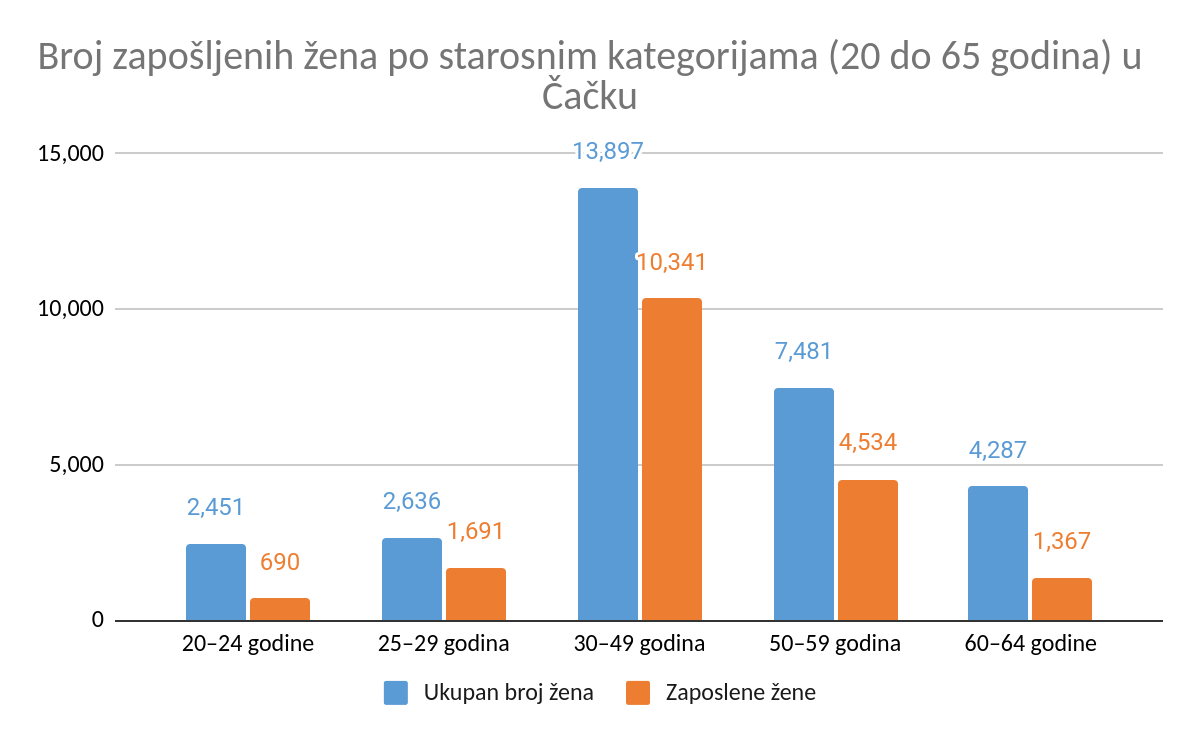 Broj zapošljenih žena po starosnim kategorijama (20 do 65 godina) u
Čačku
15,000
10,000
5,000
0
13,897
10,341
7,481
4,534
4,287
2,451
2,636
1,691
690
1,367
20–24 godine
25–29 godina
30–49 godina
50–59 godina
60–64 godine
Ukupan broj žena
Zaposlene žene